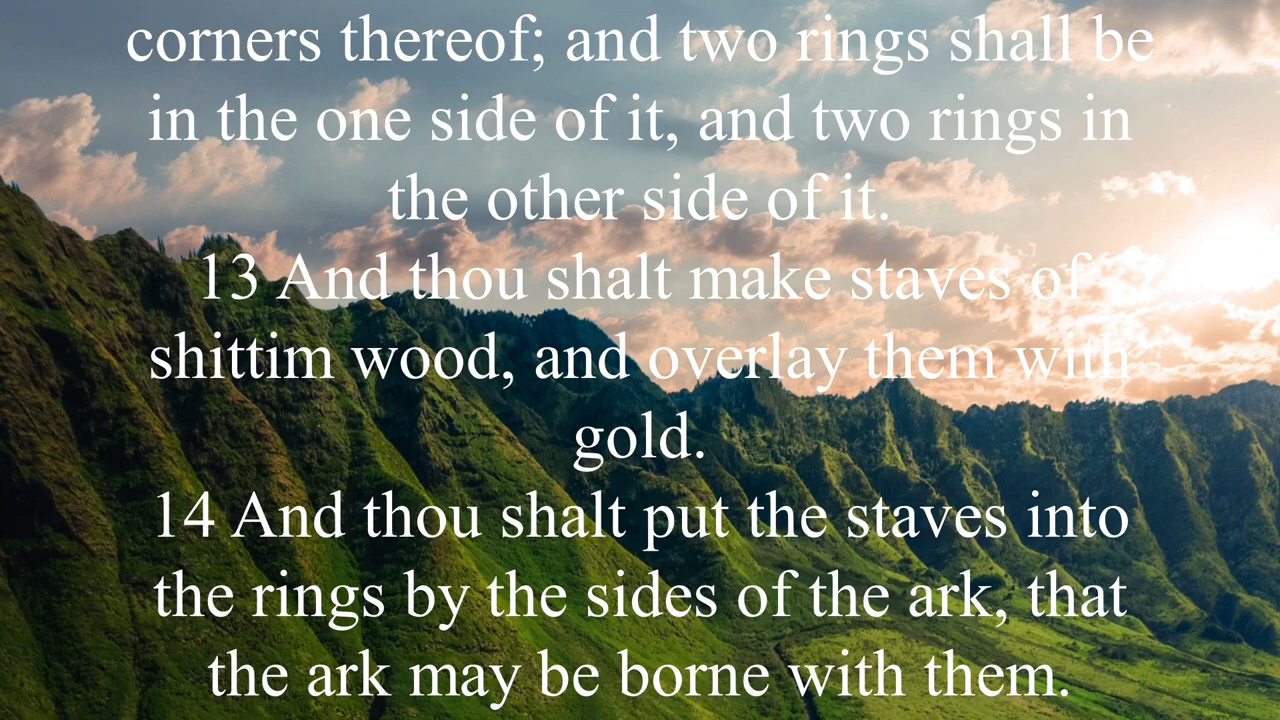 corners thereof; and two rings shall be
in the one side of it, and two rings in
the other side of it.
13 And thou shalt make staves of
shittim wood, and overlay them with
gold.
14 And thou shalt put the staves into
the rings by the sides of the ark, that
the ark may be borne with them.